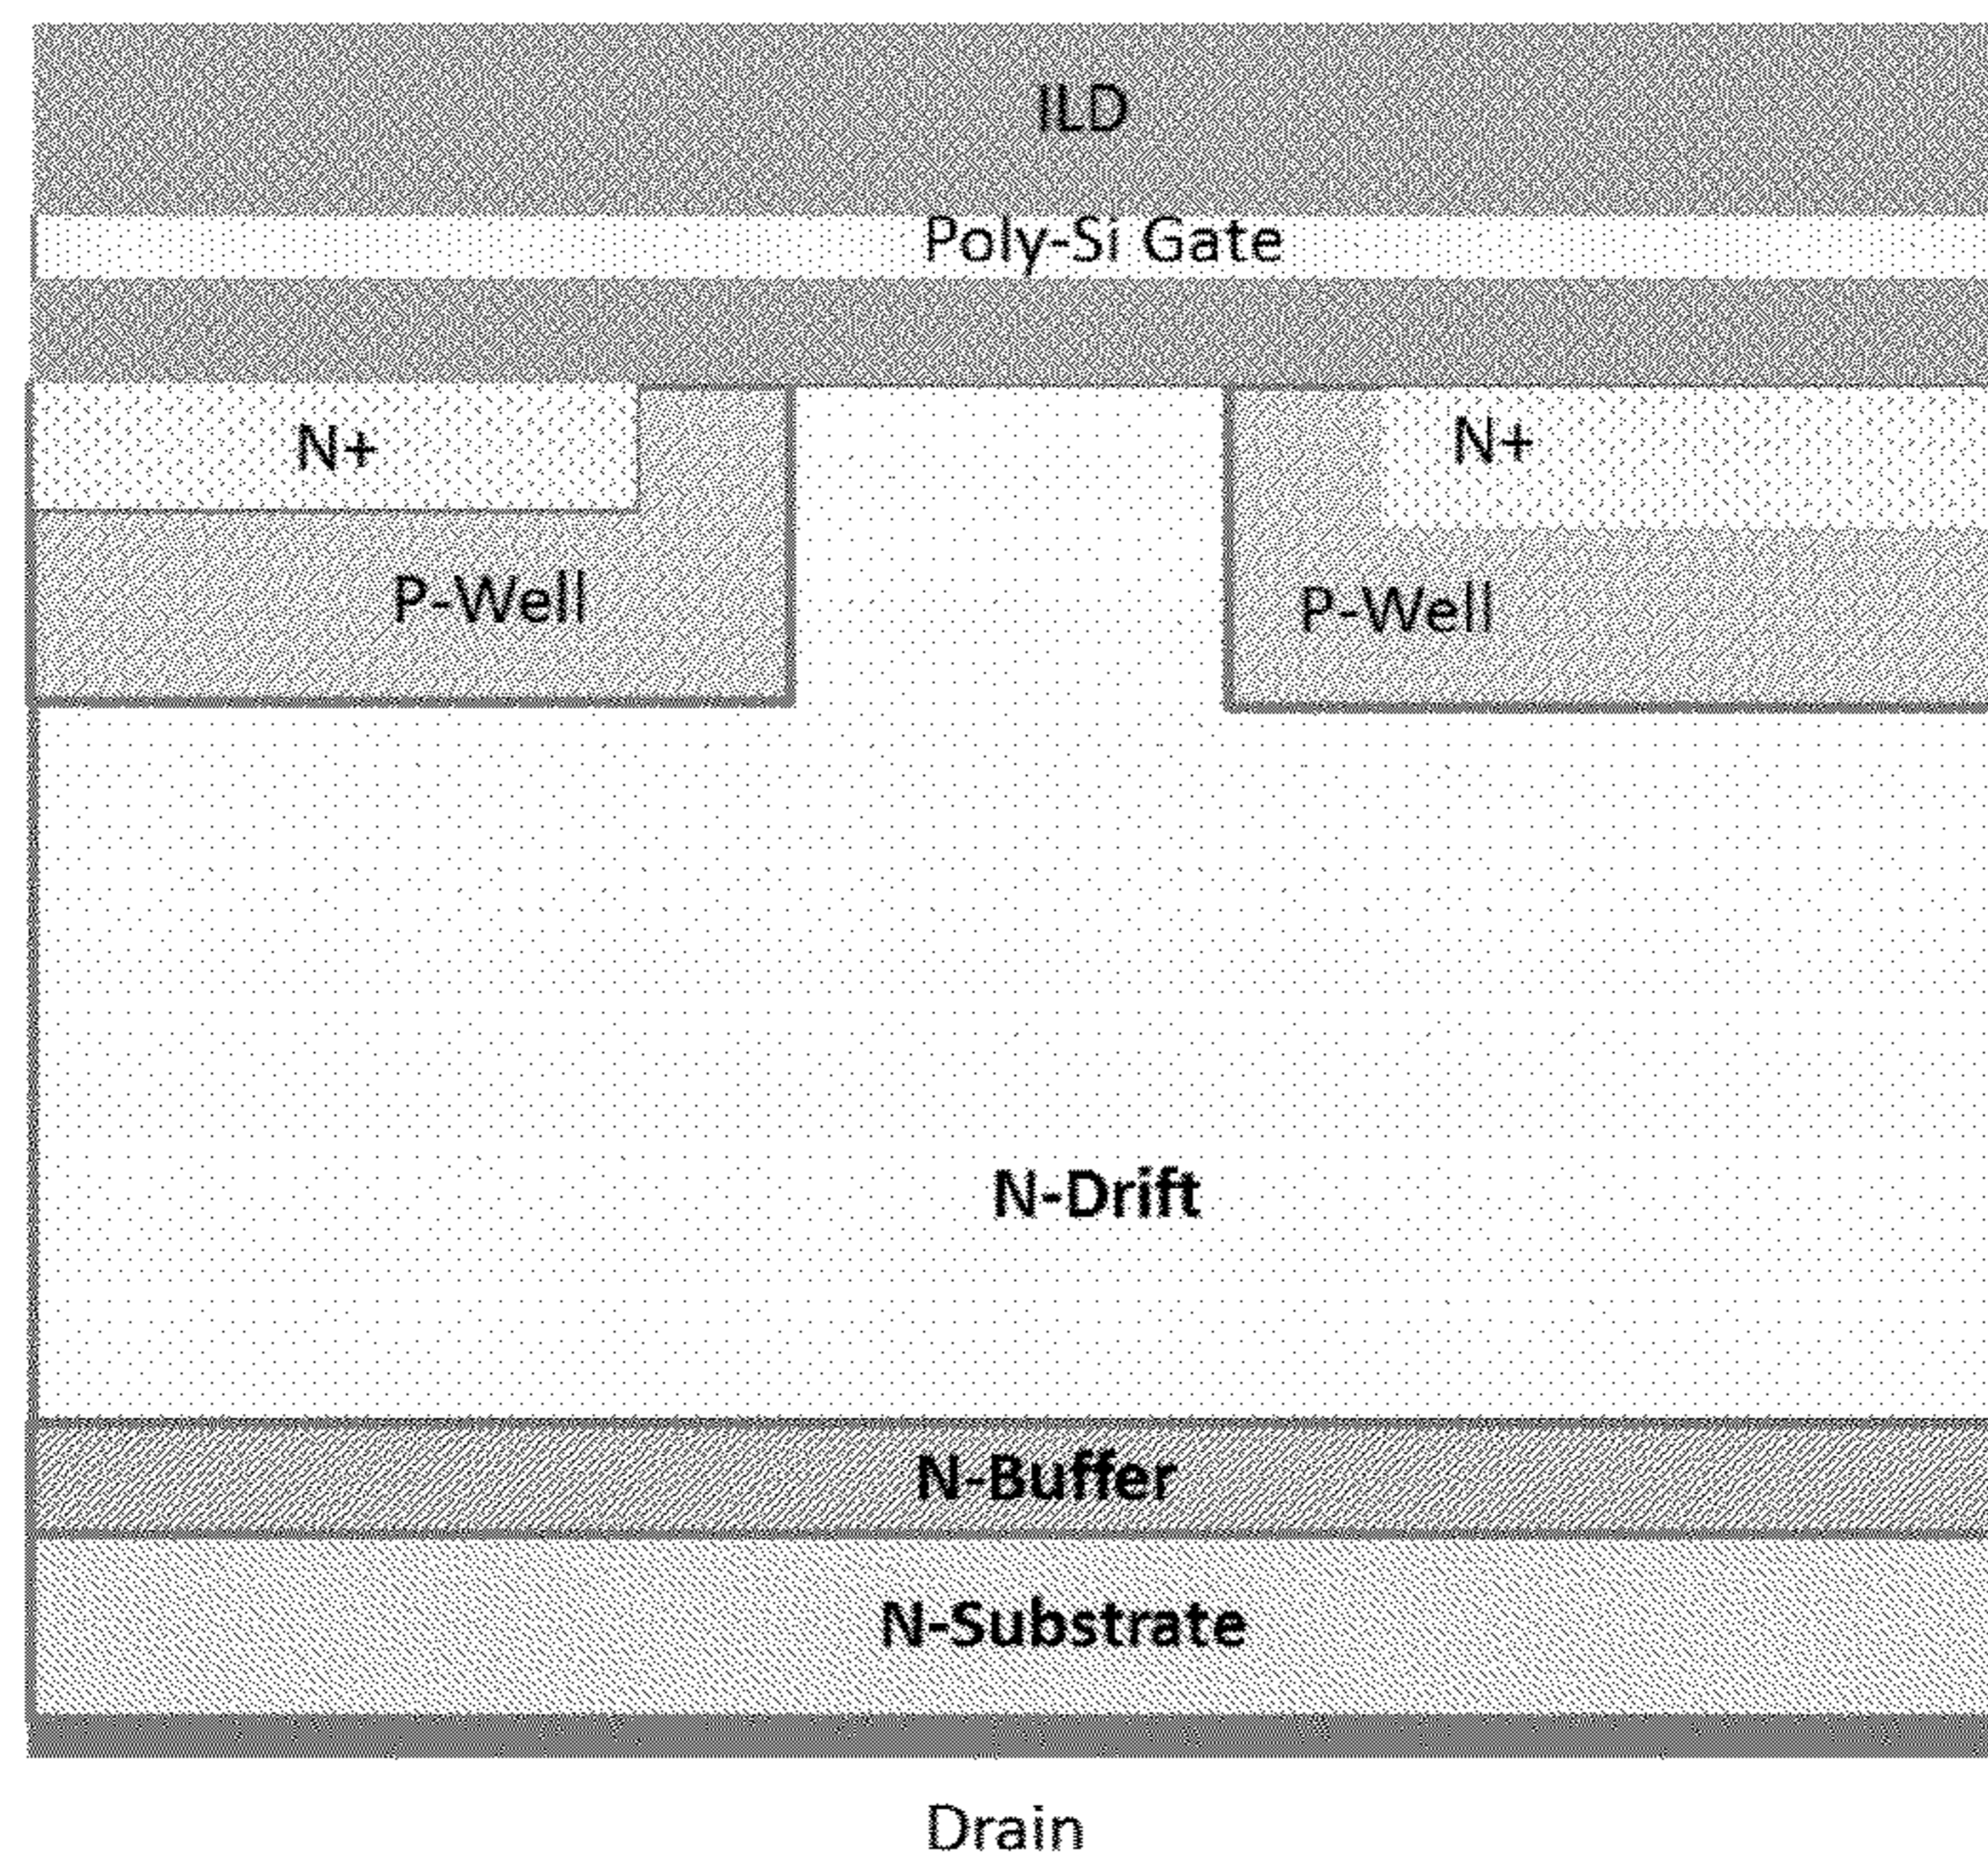 ILD
Poly-Si Gate
N+
N+
P-Well
P-Well
N-Drift
N-Buffer
N-Substrate
Drain